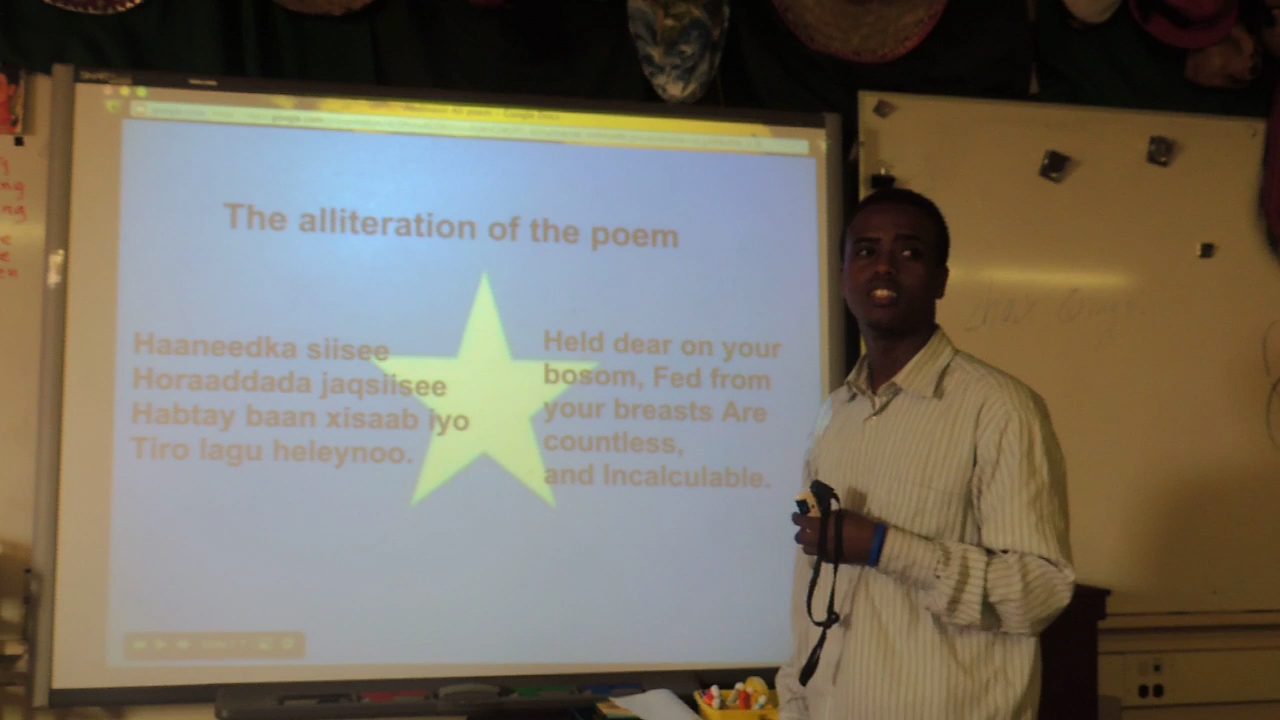 The alliteration of the poem
Haaneedka siisee
Horaaddada jaqsiisee
Habtay baan xisaab iyo
Tiro lagu heleynoo.
Held dear on your
bosom, Fed from
your breasts Are
countless,
and Incalculable.